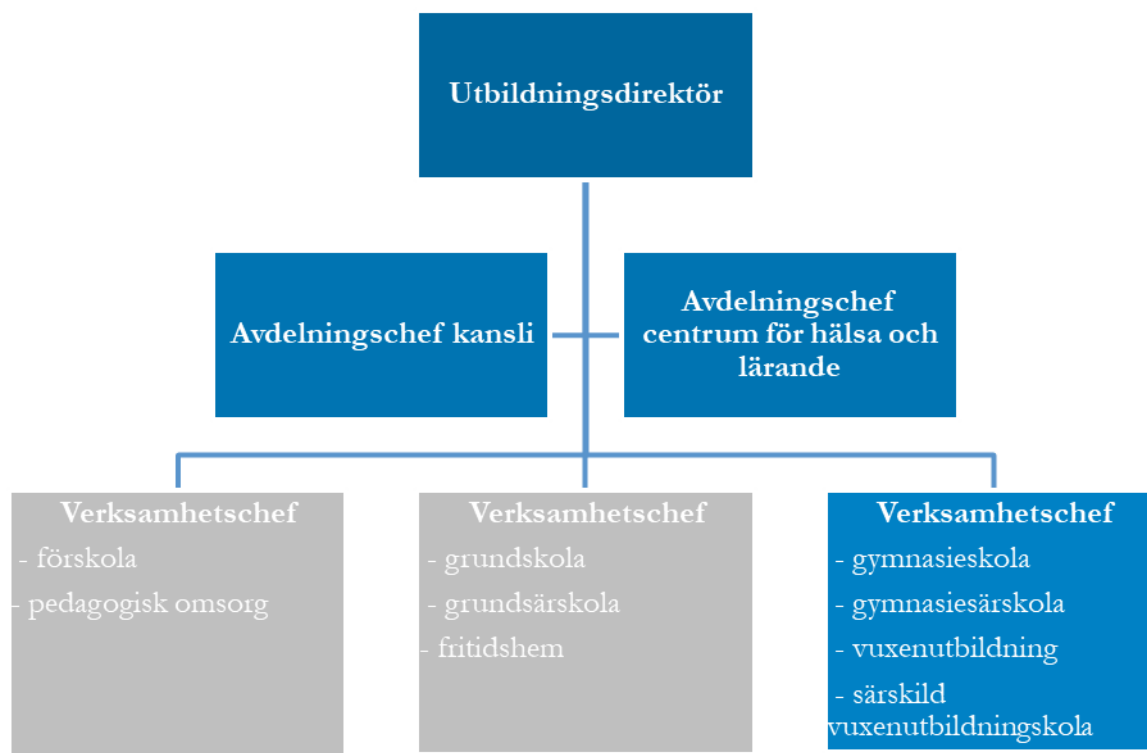 Utbildningsdirektör
Avdelningschef kansli
Avdelningschef
centrum för hälsa och
lärande
Verksamhetschef
- förskola
- pedagogisk omsorg
Verksamhetschef
- grundskola
- grundsärskola
- fritidshem
Verksamhetschef
- gymnasieskola
- gymnasiesärskola
- vuxenutbildning
- särskild
vuxenutbildningskola